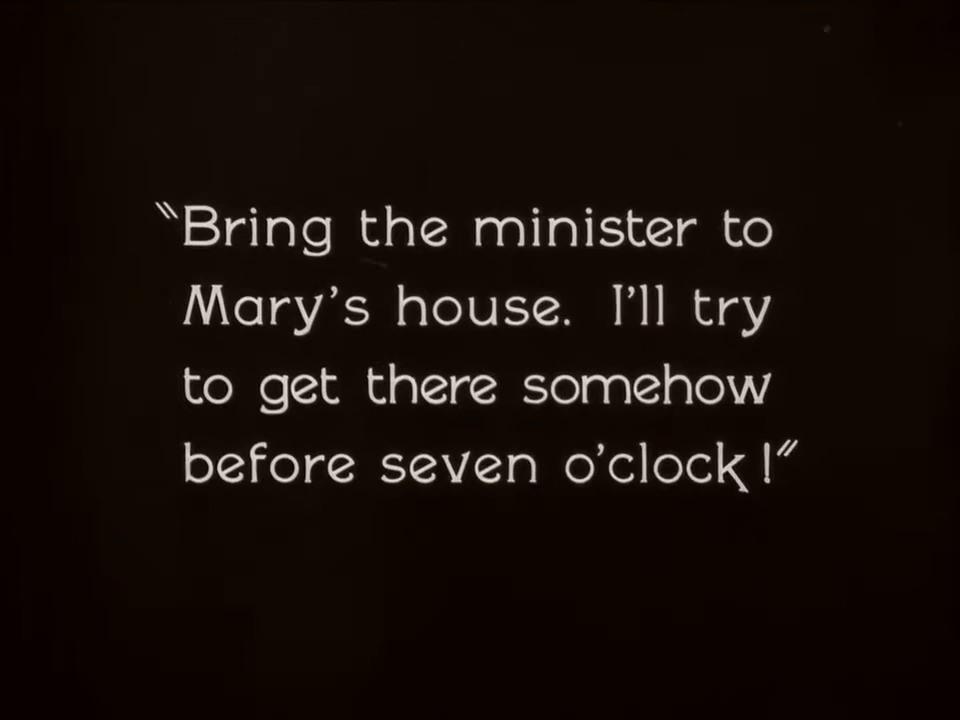 "Bring the minister to
Mary's house. I'll try
to get there somehow
before seven o'clock!"